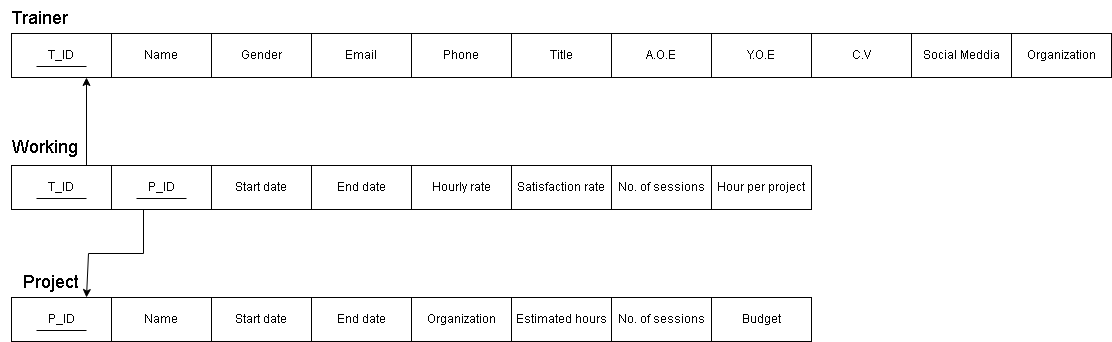 Trainer
T_ID Name Gender Email Phone Title A.O.E Y.O.E C.V Social Meddia Organization
Working
T_ID P_ID Start date End date Hourly rate Satisfaction rate No. of sessions Hour per project
Project
P_ID Name Start date End date Organization Estimated hours No. of sessions Budget